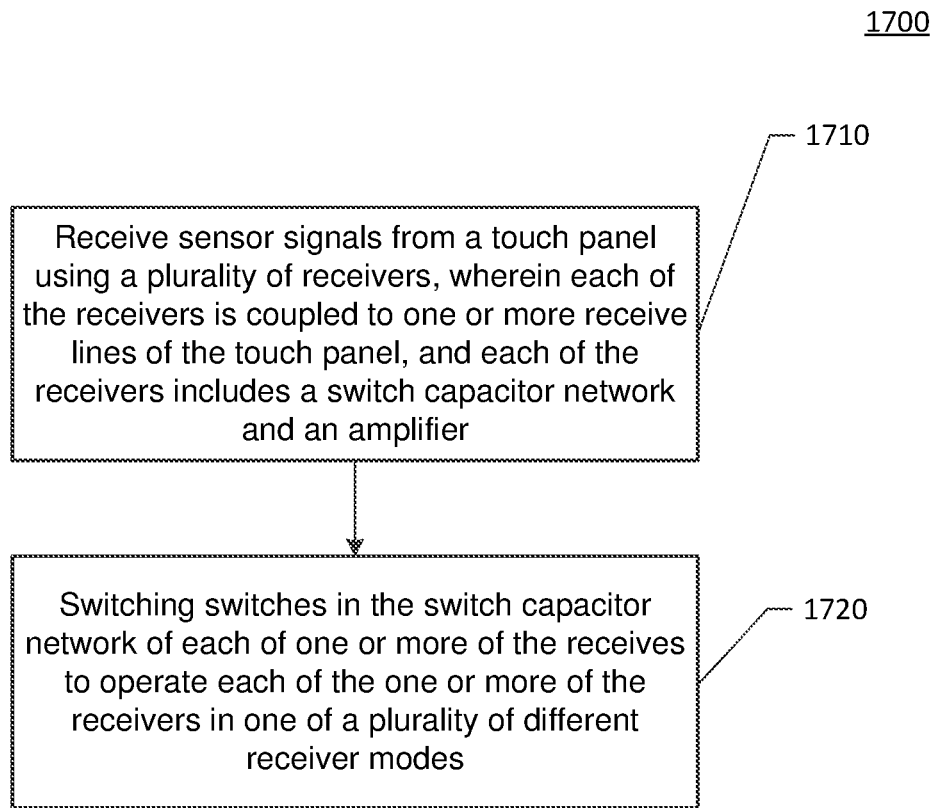 1700
1710
Receive sensor signals from a touch panel
using a plurality of receivers, wherein each of
the receivers is coupled to one or more receive
lines of the touch panel, and each of the
receivers includes a switch capacitor network
and an amplifier
Switching switches in the switch capacitor
network of each of one or more of the receives
to operate each of the one or more of the
receivers in one of a plurality of different
receiver modes
1720